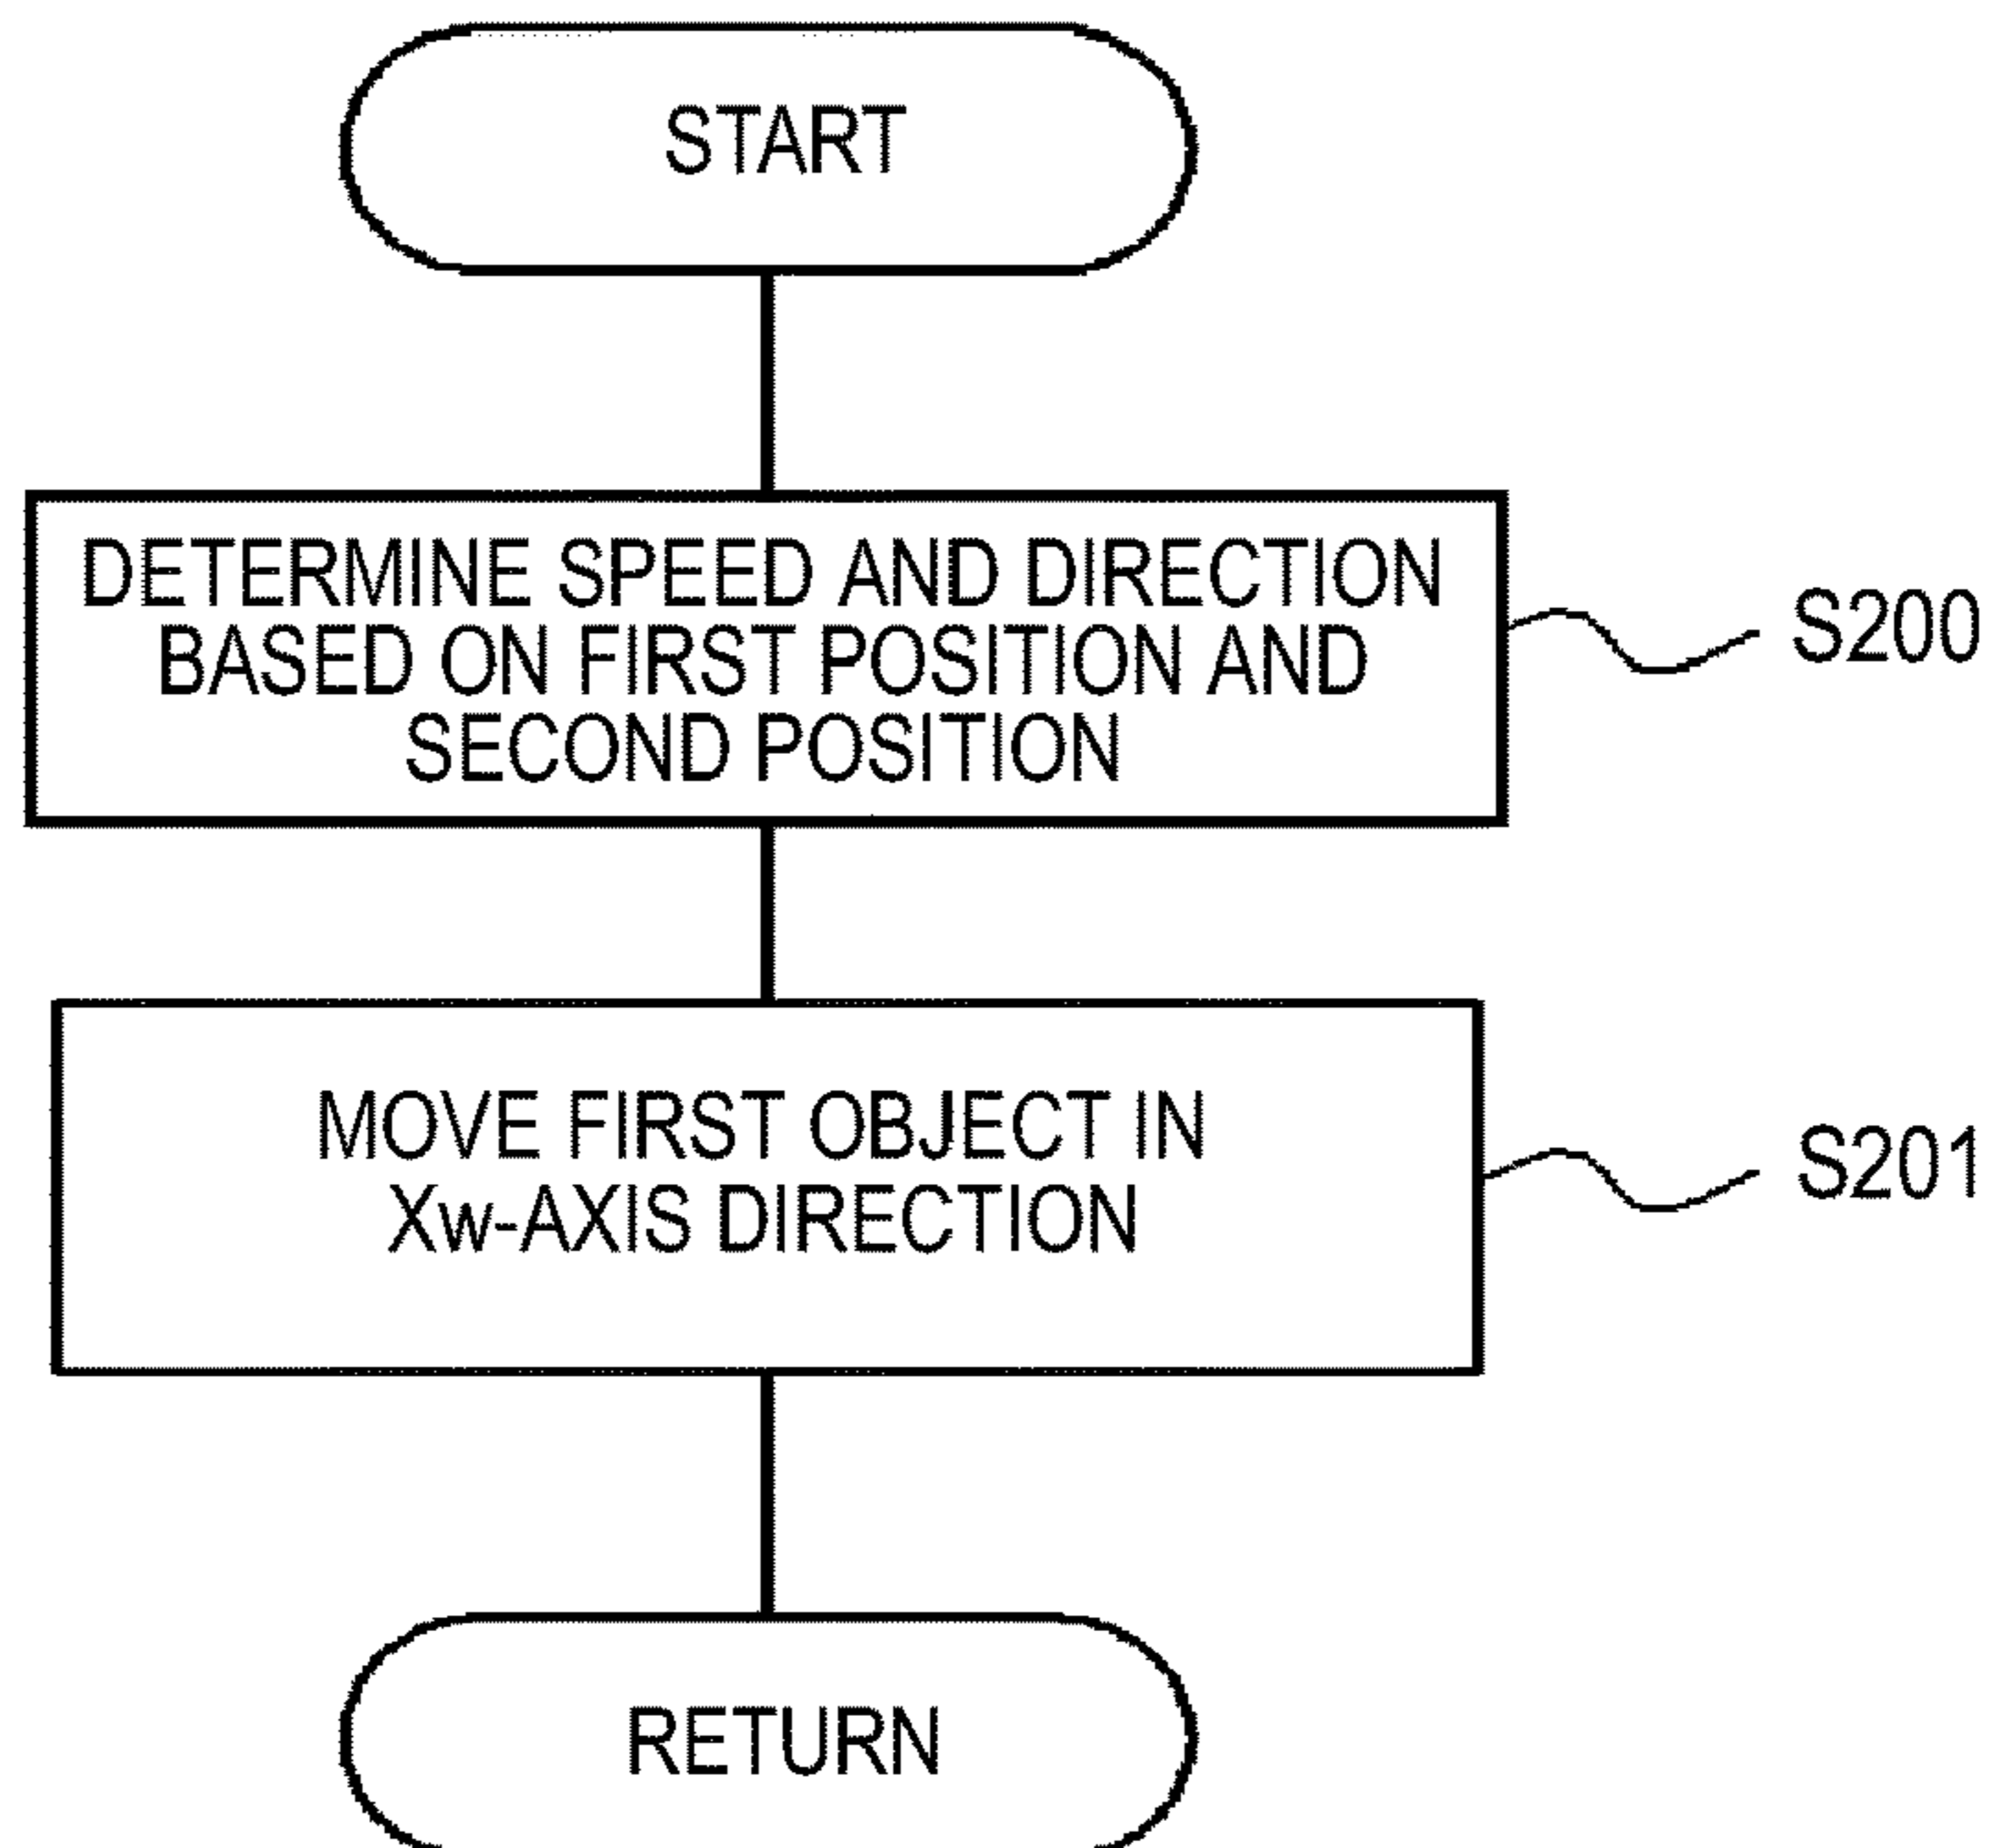 START
DETERMINE SPEED AND DIRECTION
BASED ON FIRST POSITION AND
SECOND POSITION
S200
MOVE FIRST OBJECT IN
Xw-AXIS DIRECTION
S201
RETURN